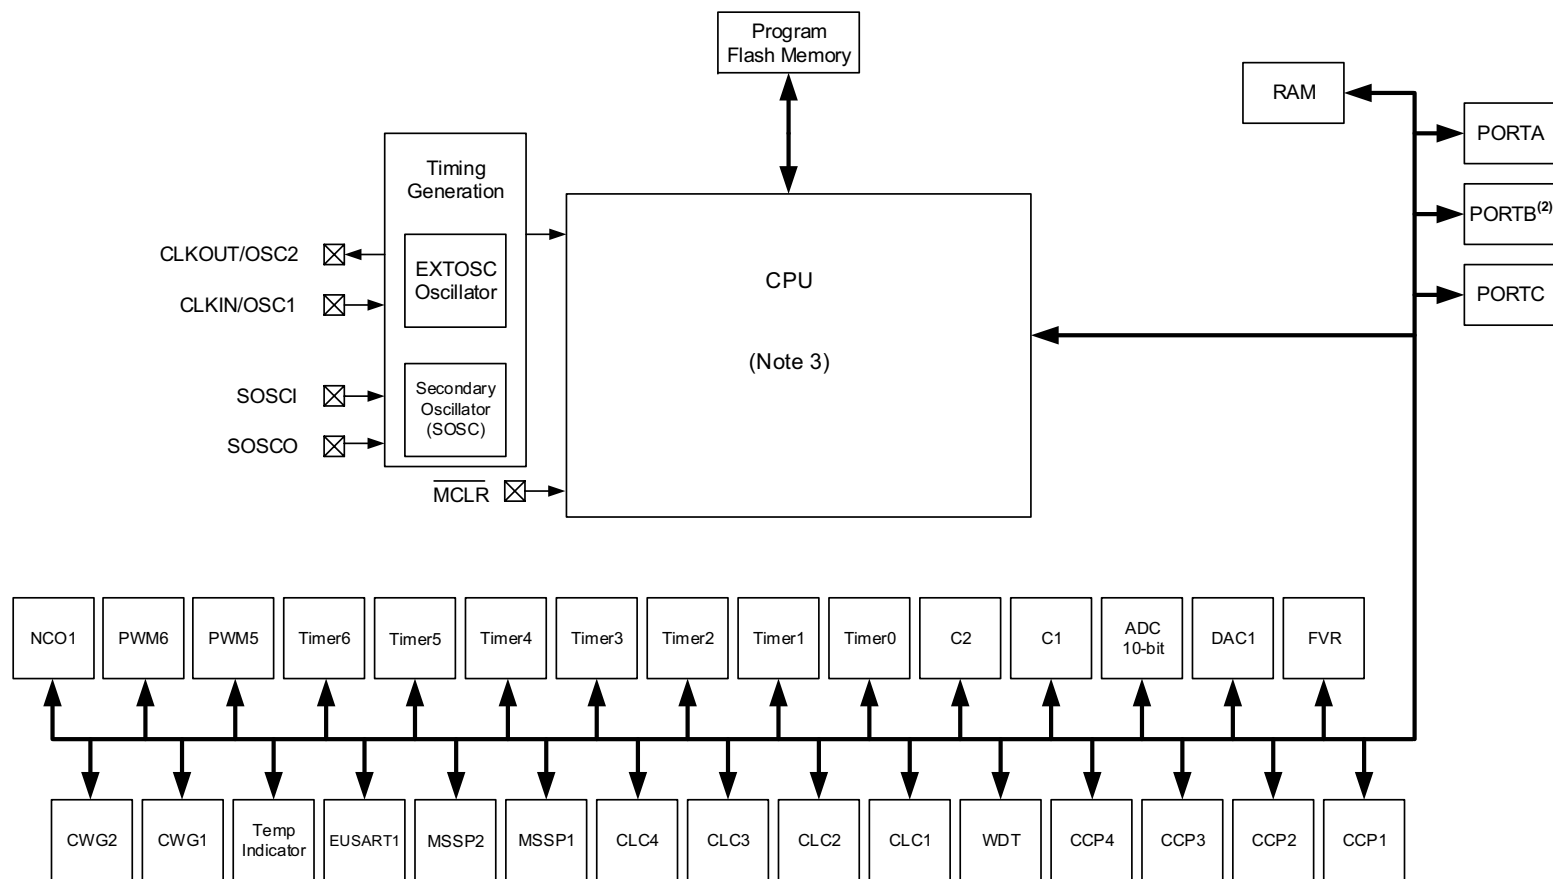 Program
Flash Memory
RAM
PORTA
PORTB(2)
PORTC
Timing
Generation
EXTOSC
Oscillator
Secondary
Oscillator
(SOSC)
CLKOUT/OSC2
CLKIN/OSC1
SOSCI
SOSCO
MCLR
CPU
(Note 3)
NCO1
PWM6
PWM5
Timer6
Timer5
Timer4
Timer3
Timer2
Timer1
Timer0
C2
C1
ADC
10-bit
DAC1
FVR
CWG2
CWG1
Temp
Indicator
EUSART1
MSSP2
MSSP1
CLC4
CLC3
CLC2
CLC1
WDT
CCP4
CCP3
CCP2
CCP1